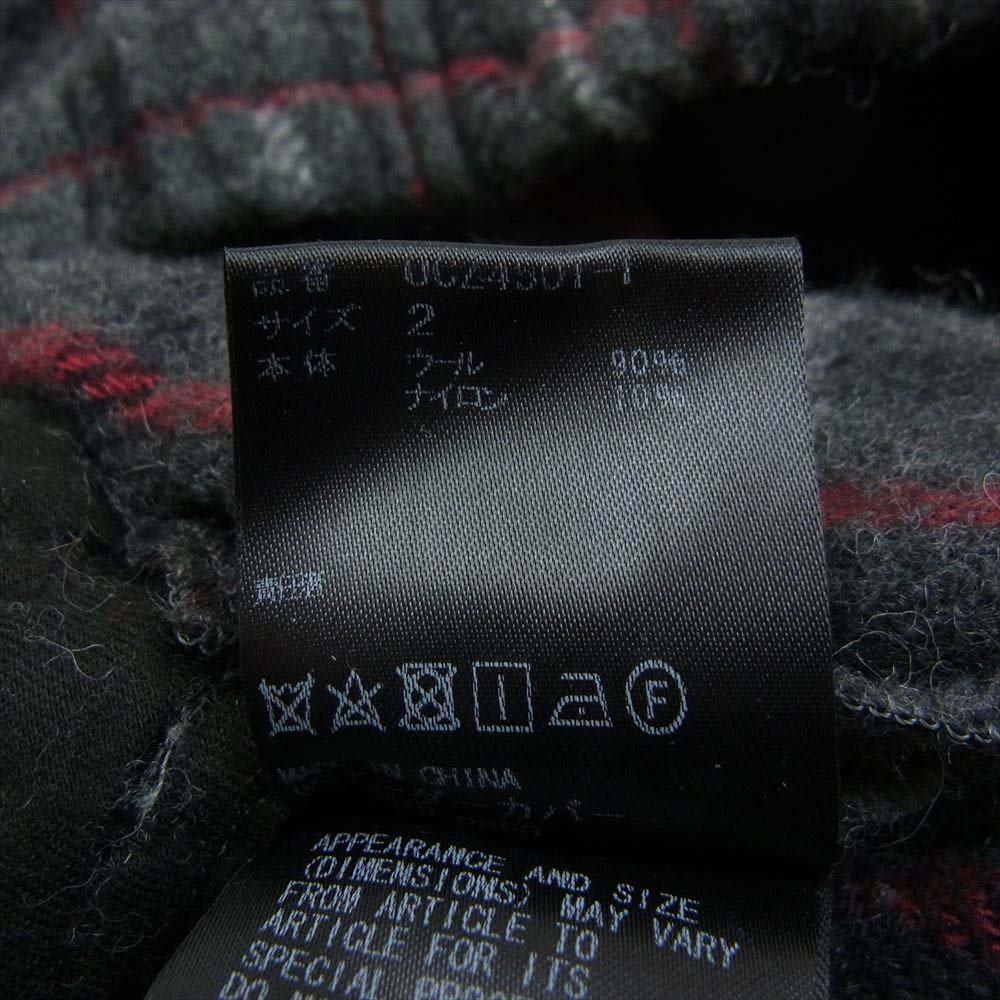 品番 UC2430T-1
サイズ 2
本体 ウール 90%
ナイロン 10%
F
MADE IN CHINA
APPEARANCE AND SIZE
(DIMENSIONS) MAY VARY
FROM ARTICLE TO
ARTICLE FOR ITS